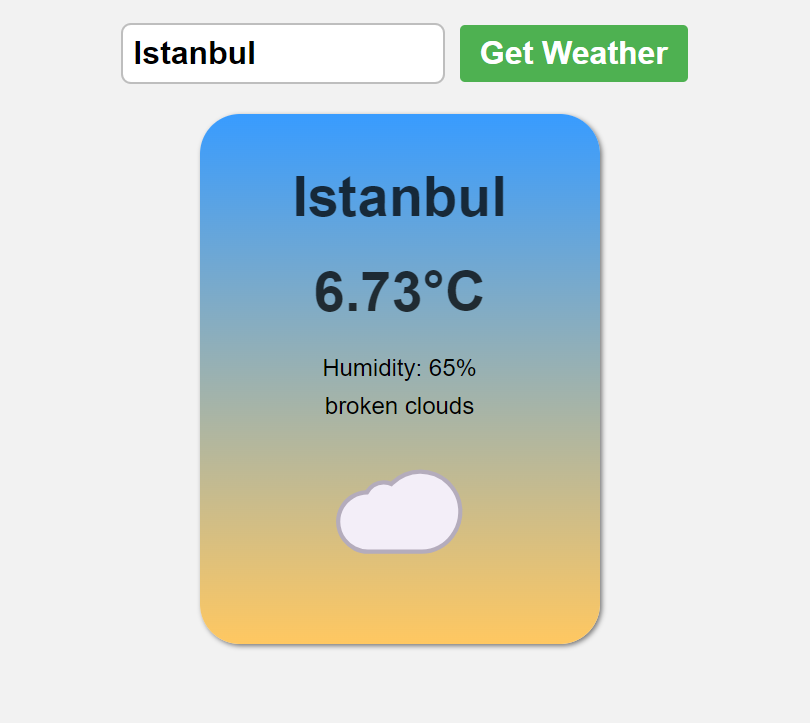 Istanbul
Get Weather
Istanbul
6.73°C
Humidity: 65%
broken clouds